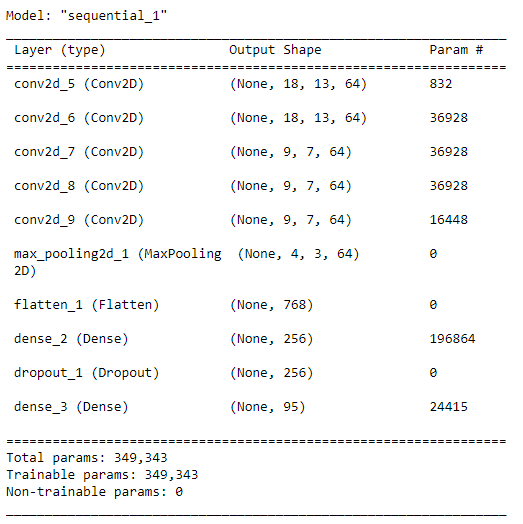 Model: "sequential_1"
Layer (type) Output Shape Param #
conv2d_5 (Conv2D) (None, 18, 13, 64) 832
conv2d_6 (Conv2D) (None, 18, 13, 64) 36928
conv2d_7 (Conv2D) (None, 9, 7, 64) 36928
conv2d_8 (Conv2D) (None, 9, 7, 64) 36928
conv2d_9 (Conv2D) (None, 9, 7, 64) 16448
max_pooling2d_1 (MaxPooling (None, 4, 3, 64) 0
2D)
flatten_1 (Flatten) (None, 768) 0
dense_2 (Dense) (None, 256) 196864
dropout_1 (Dropout) (None, 256) 0
dense_3 (Dense) (None, 95) 24415
Total params: 349,343
Trainable params: 349,343
Non-trainable params: 0